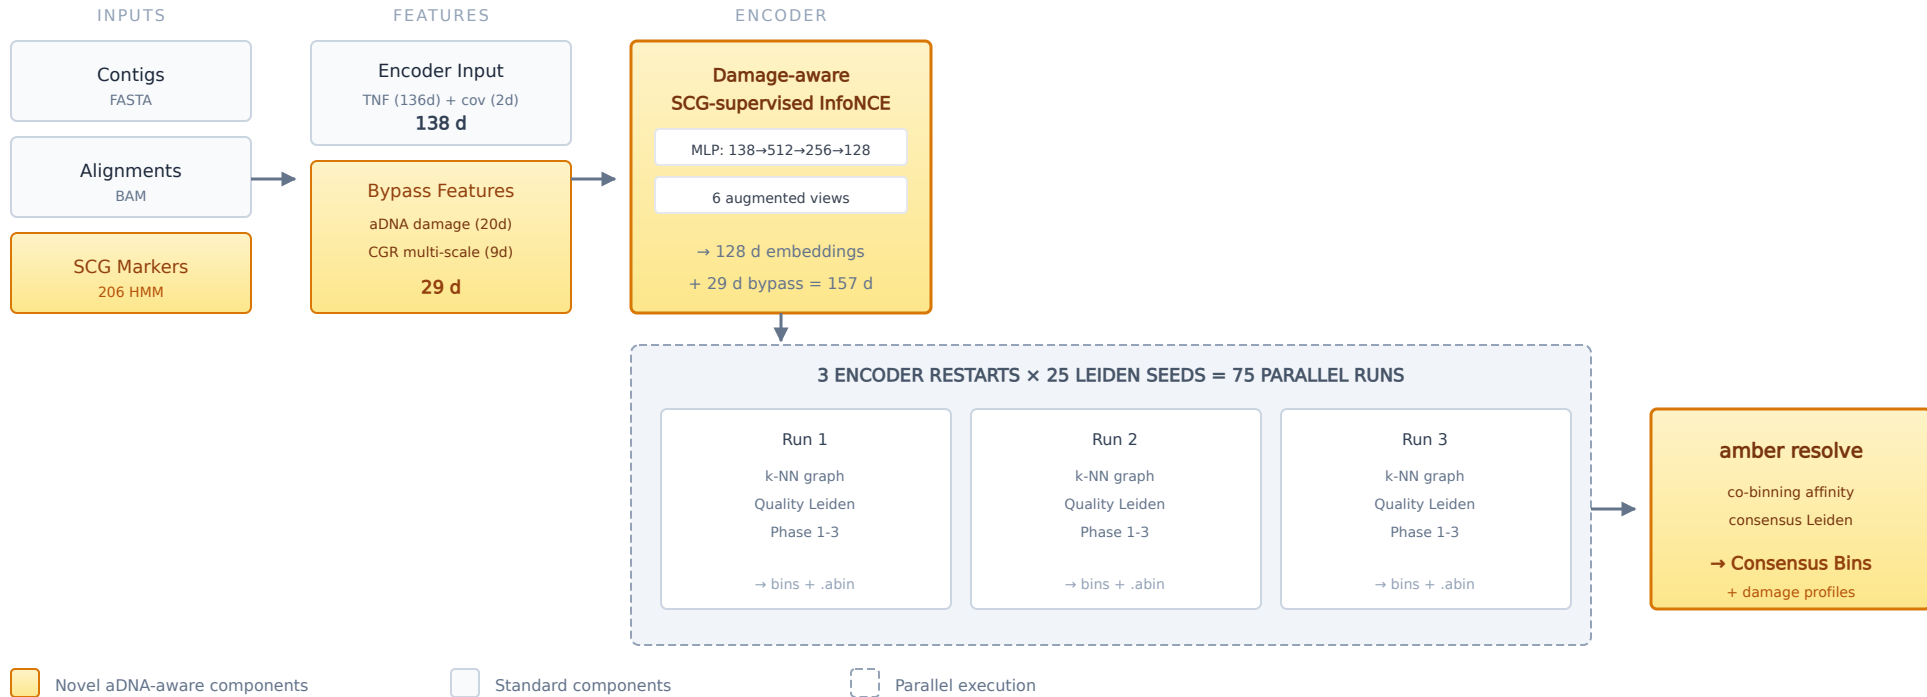 INPUTS
FEATURES
ENCODER
Contigs
FASTA
Alignments
BAM
SCG Markers
206 HMM
Encoder Input
TNF (136d) + cov (2d)
138 d
Bypass Features
aDNA damage (20d)
CGR multi-scale (9d)
29 d
Damage-aware
SCG-supervised InfoNCE
MLP: 138→512→256→128
6 augmented views
→ 128 d embeddings
+ 29 d bypass = 157 d
3 ENCODER RESTARTS × 25 LEIDEN SEEDS = 75 PARALLEL RUNS
Run 1
k-NN graph
Quality Leiden
Phase 1-3
→ bins + .abin
Run 2
k-NN graph
Quality Leiden
Phase 1-3
→ bins + .abin
Run 3
k-NN graph
Quality Leiden
Phase 1-3
→ bins + .abin
amber resolve
co-binning affinity
consensus Leiden
→ Consensus Bins
+ damage profiles
Novel aDNA-aware components
Standard components
Parallel execution